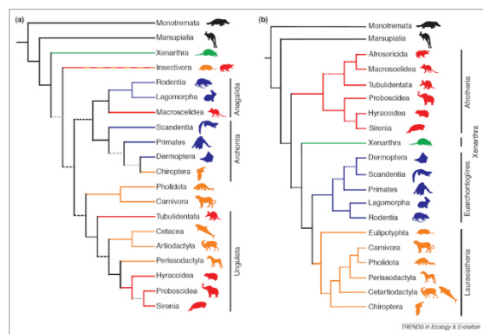 (a)
Monotremata
Marsupialia
Xenarthra
Insectivora
Rodentia
Lagomorpha
Macroscelidea
Scandentia
Primates
Dermoptera
Chiroptera
Pholidota
Carnivora
Tubulidentata
Cetacea
Artiodactyla
Perissodactyla
Hyracoidea
Proboscidea
Sirenia
Anagalida
Archonta
Ungulata
(b)
Monotremata
Marsupialia
Afrosoricida
Macroscelidea
Tubulidentata
Proboscidea
Hyracoidea
Sirenia
Xenarthra
Dermoptera
Scandentia
Primates
Lagomorpha
Rodentia
Eulipotyphla
Carnivora
Pholidota
Perissodactyla
Cetartiodactyla
Chiroptera
Afrotheria
Xenarthra
Euarchontoglires
Laurasiatheria
TRENDS in Ecology & Evolution